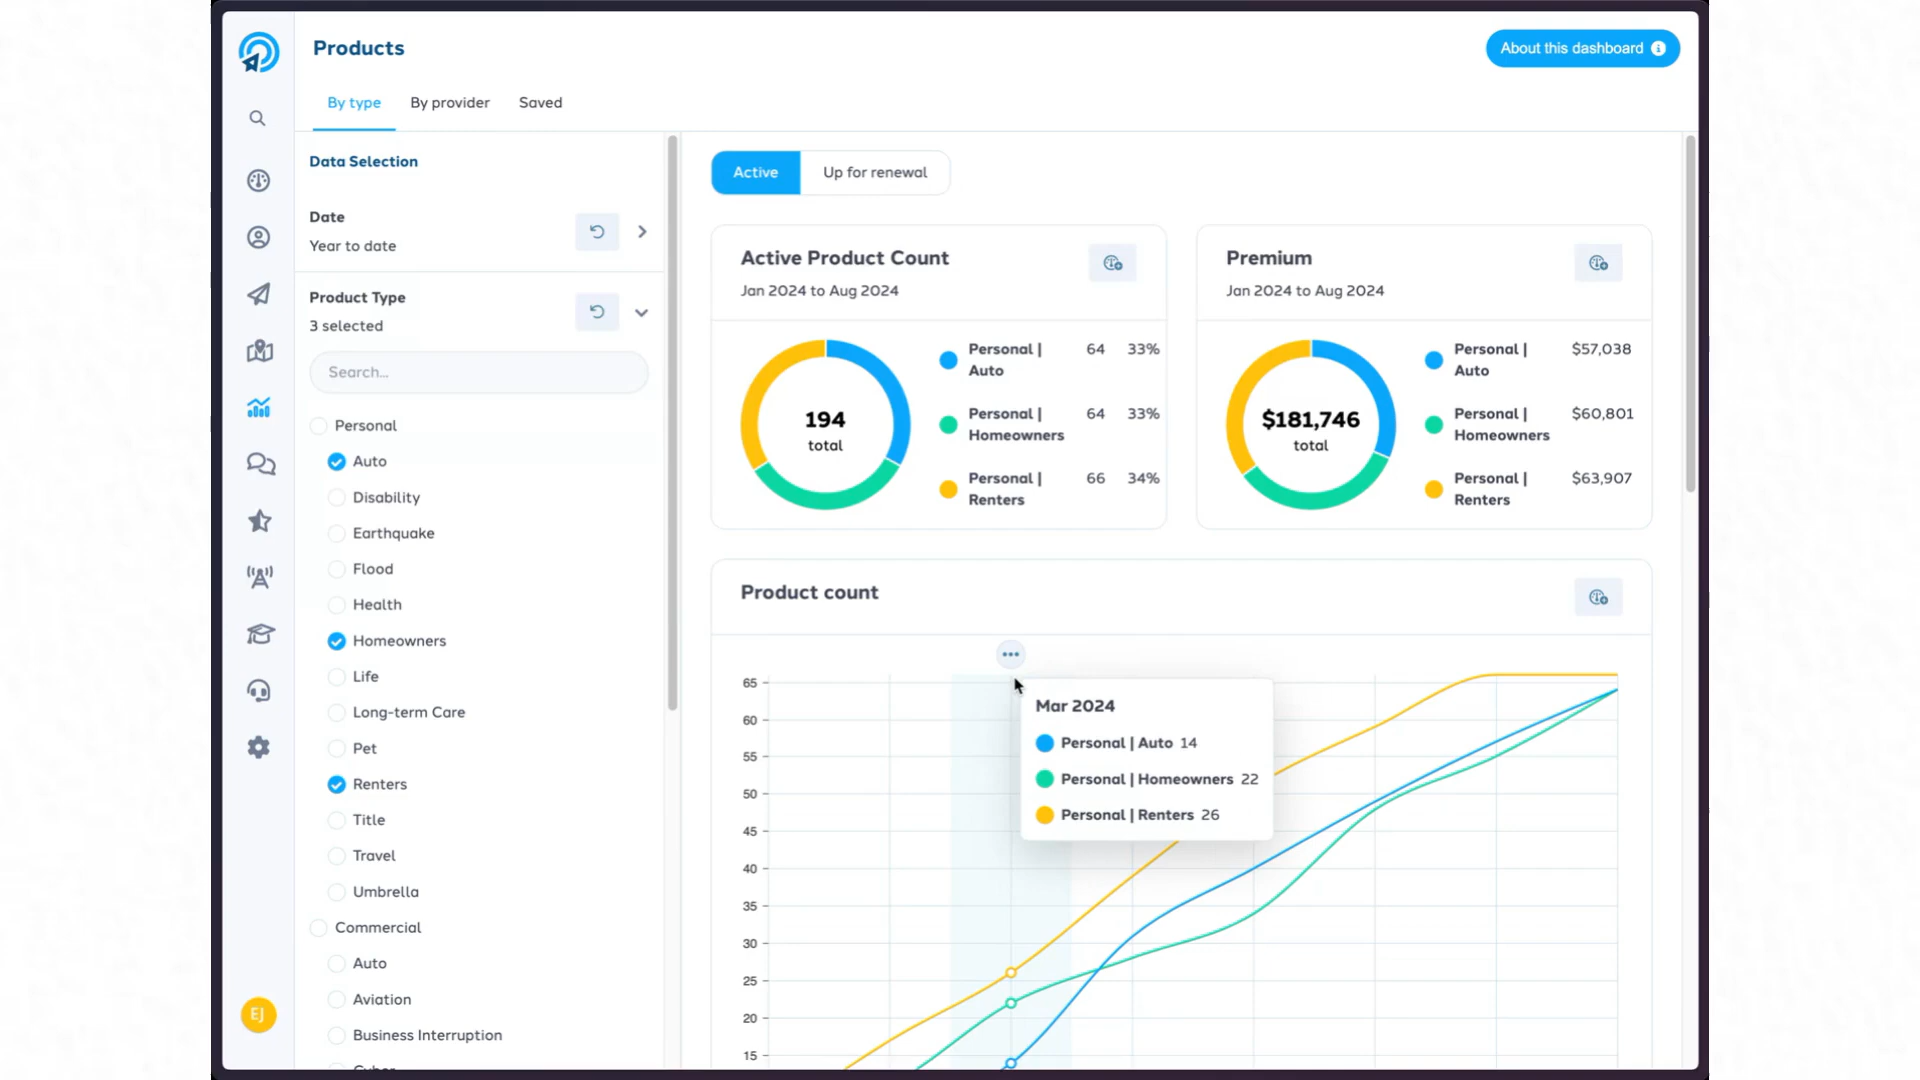 Products
About this dashboard
By type
By provider
Saved
Data Selection
Date
Year to date
Product Type
3 selected
Search...
Personal
Auto
Disability
Earthquake
Flood
Health
Homeowners
Life
Long-term Care
Pet
Renters
Title
Travel
Umbrella
Commercial
Auto
Aviation
Business Interruption
EJ
Active
Up for renewal
Active Product Count
Jan 2024 to Aug 2024
194
total
Personal | 64 33%
Auto
Personal | 64 33%
Homeowners
Personal | 66 34%
Renters
Premium
Jan 2024 to Aug 2024
$181,746
total
Personal | $57,038
Auto
Personal | $60,801
Homeowners
Personal | $63,907
Renters
Product count
65
60
55
50
45
40
35
30
25
20
15
Mar 2024
Personal | Auto 14
Personal | Homeowners 22
Personal | Renters 26